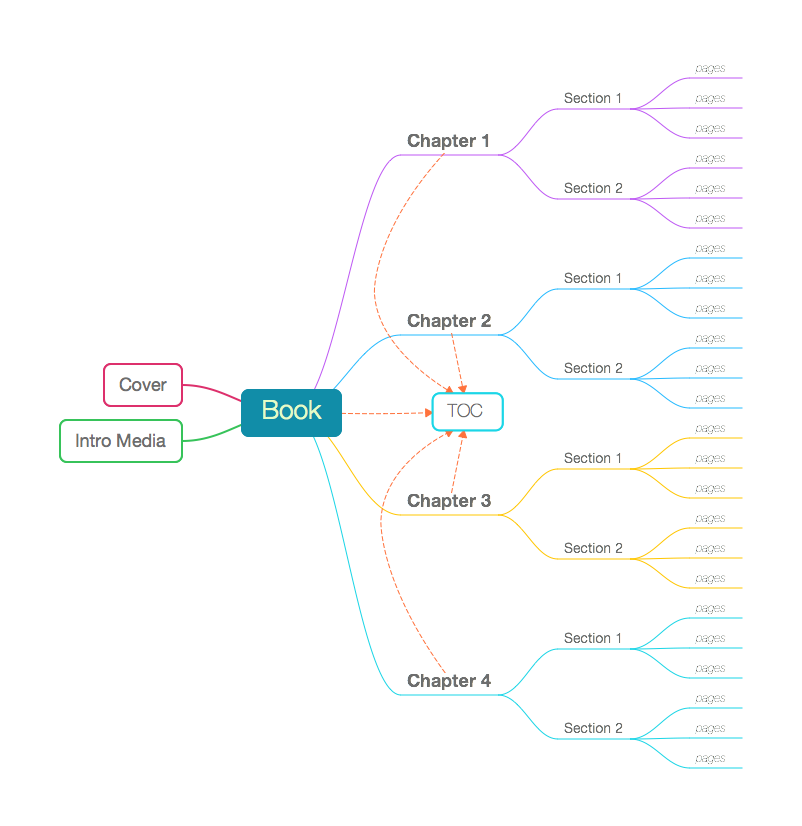 Cover
Intro Media
Book
TOC
Chapter 1
Section 1
pages
pages
pages
Section 2
pages
pages
pages
Chapter 2
Section 1
pages
pages
pages
Section 2
pages
pages
pages
Chapter 3
Section 1
pages
pages
pages
Section 2
pages
pages
pages
Chapter 4
Section 1
pages
pages
pages
Section 2
pages
pages
pages